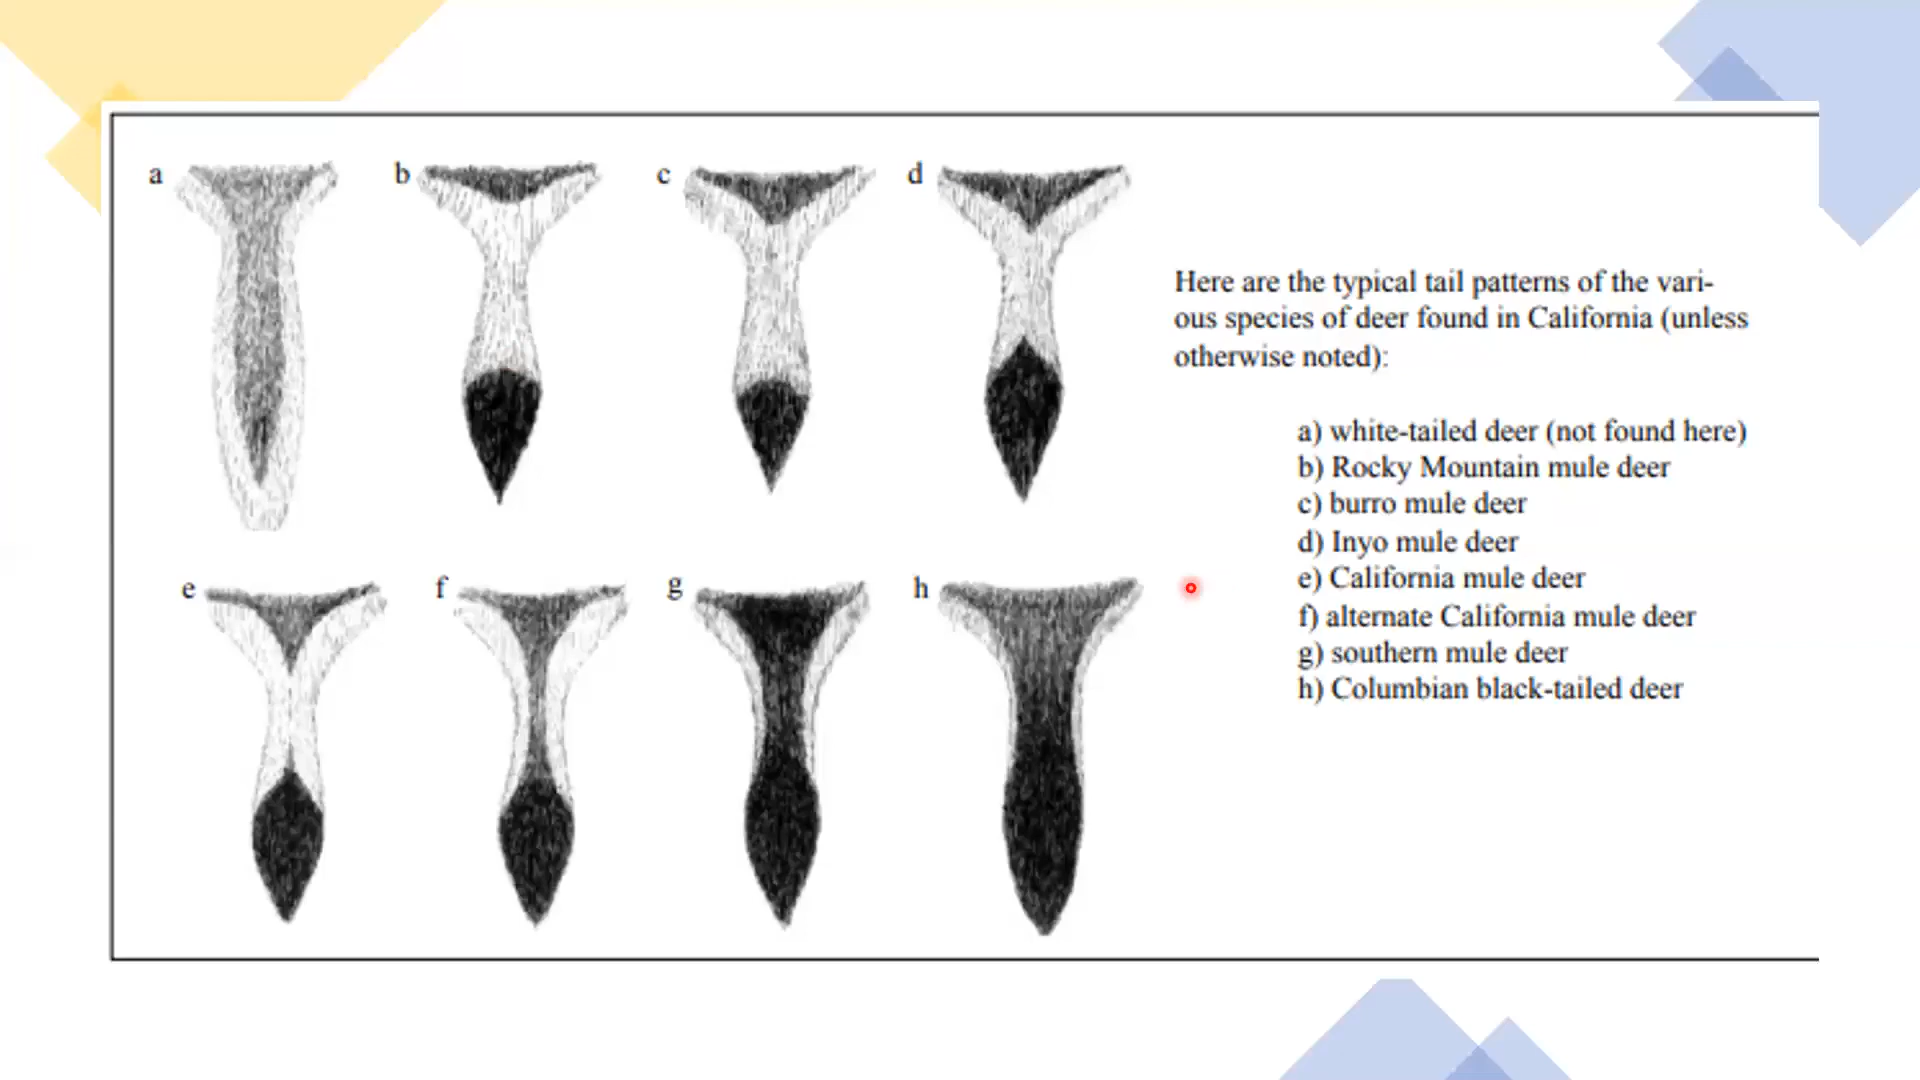 a
b
c
d
Here are the typical tail patterns of the vari-
ous species of deer found in California (unless
otherwise noted):
a) white-tailed deer (not found here)
b) Rocky Mountain mule deer
c) burro mule deer
d) Inyo mule deer
e) California mule deer
f) alternate California mule deer
g) southern mule deer
h) Columbian black-tailed deer
e
f
g
h